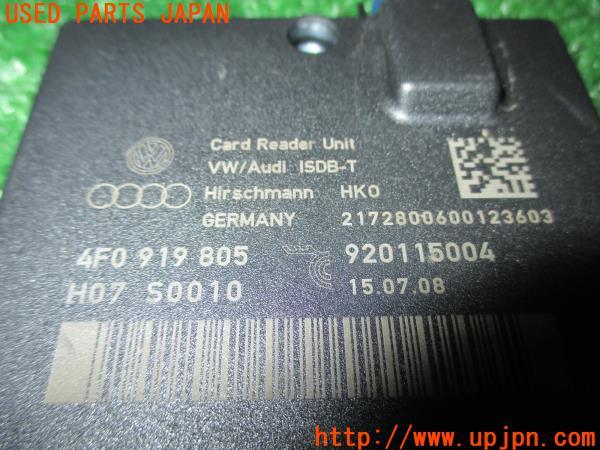 USED PARTS JAPAN
Card Reader Unit
VW/Audi ISDB-T
Hirschmann HK0
GERMANY 2172800600123603
4F0 919 805 920115004
H07 S0010 15.07.08
http://www.upjpn.com/